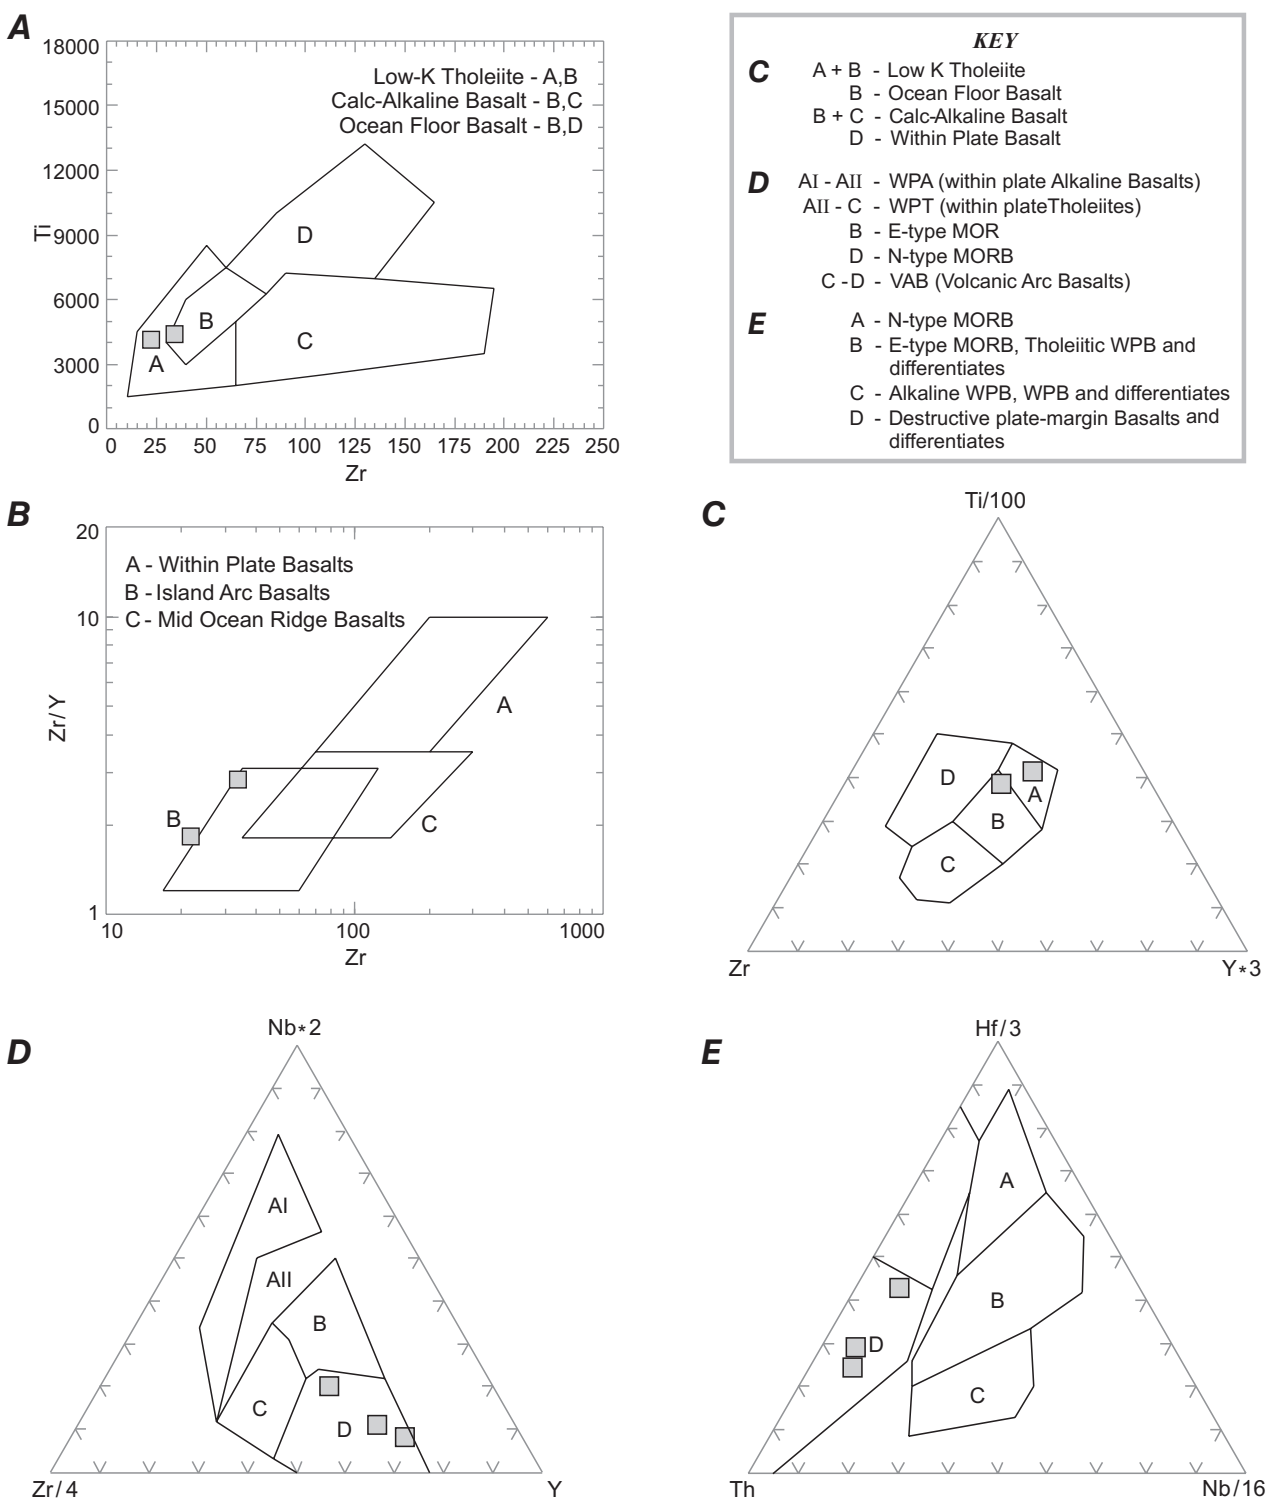 A
18000
15000
12000
9000
6000
3000
0
Ti
Low-K Tholeiite - A,B
Calc-Alkaline Basalt - B,C
Ocean Floor Basalt - B,D
D
B
C
A
0 25 50 75 100 125 150 175 200 225 250
Zr
KEY
C A + B - Low K Tholeiite
B - Ocean Floor Basalt
B + C - Calc-Alkaline Basalt
D - Within Plate Basalt
D AI - AII - WPA (within plate Alkaline Basalts)
AII - C - WPT (within plateTholeiites)
B - E-type MOR
D - N-type MORB
C -D - VAB (Volcanic Arc Basalts)
E A - N-type MORB
B - E-type MORB, Tholeiitic WPB and
differentiates
C - Alkaline WPB, WPB and differentiates
D - Destructive plate-margin Basalts and
differentiates
B
20
10
1
Zr/Y
A - Within Plate Basalts
B - Island Arc Basalts
C - Mid Ocean Ridge Basalts
A
B
C
10 100 1000
Zr
C
Ti/100
D
A
B
C
Zr Y*3
D
Nb*2
AI
AII
B
C
D
Zr/4 Y
E
Hf/3
A
B
D
C
Th Nb/16